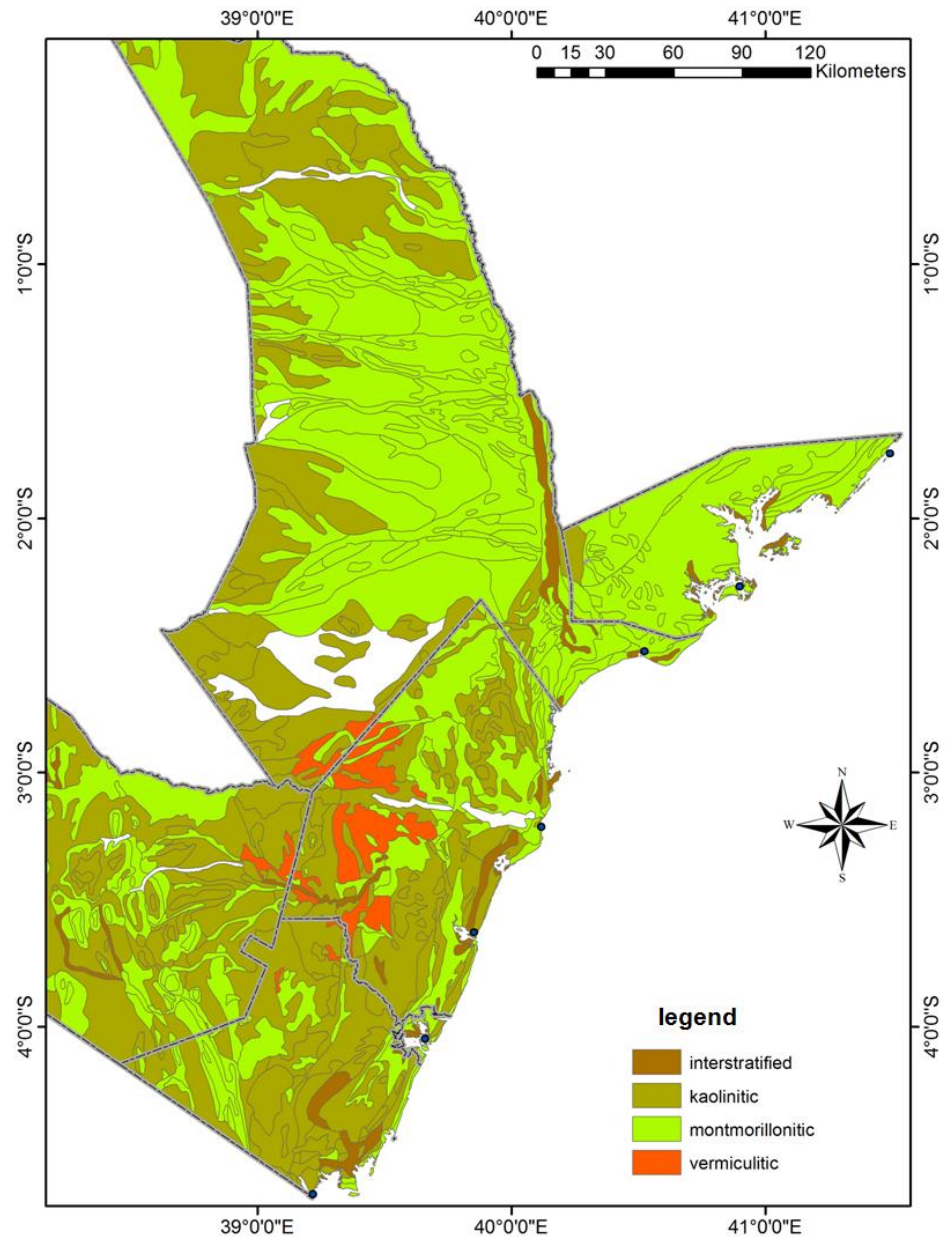 39°0'0"E 40°0'0"E 41°0'0"E
0 15 30 60 90 120
Kilometers
1°0'0"S 1°0'0"S
2°0'0"S 2°0'0"S
3°0'0"S 3°0'0"S
N
W E
S
4°0'0"S 4°0'0"S
legend
interstratified
kaolinitic
montmorillonitic
vermiculitic
39°0'0"E 40°0'0"E 41°0'0"E